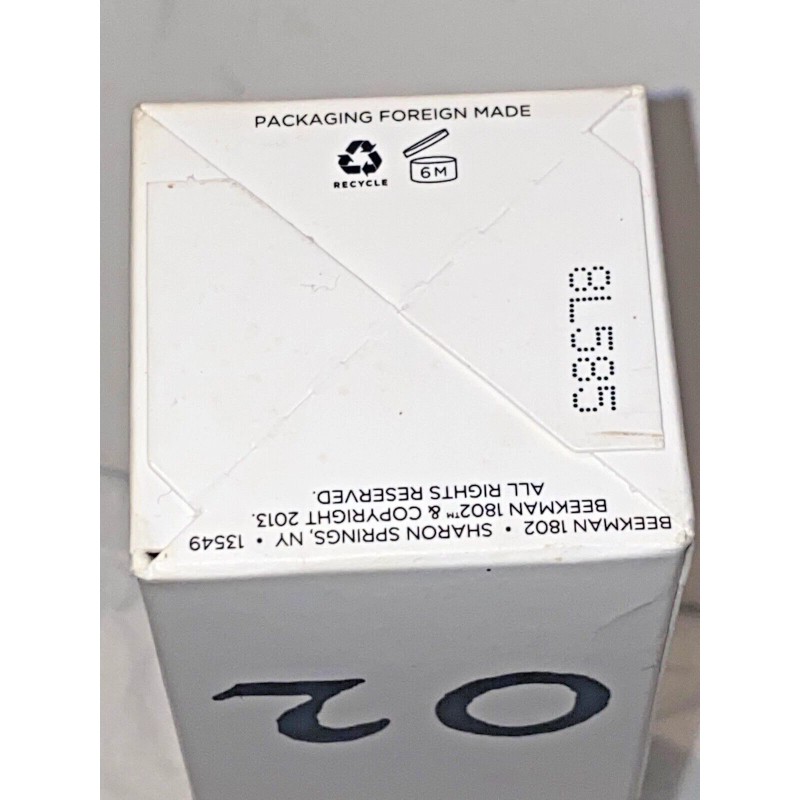 PACKAGING FOREIGN MADE
RECYCLE
6M
8L585
BEEKMAN 1802 • SHARON SPRINGS, NY • 13549
BEEKMAN 1802™ & COPYRIGHT 2013.
ALL RIGHTS RESERVED.
02